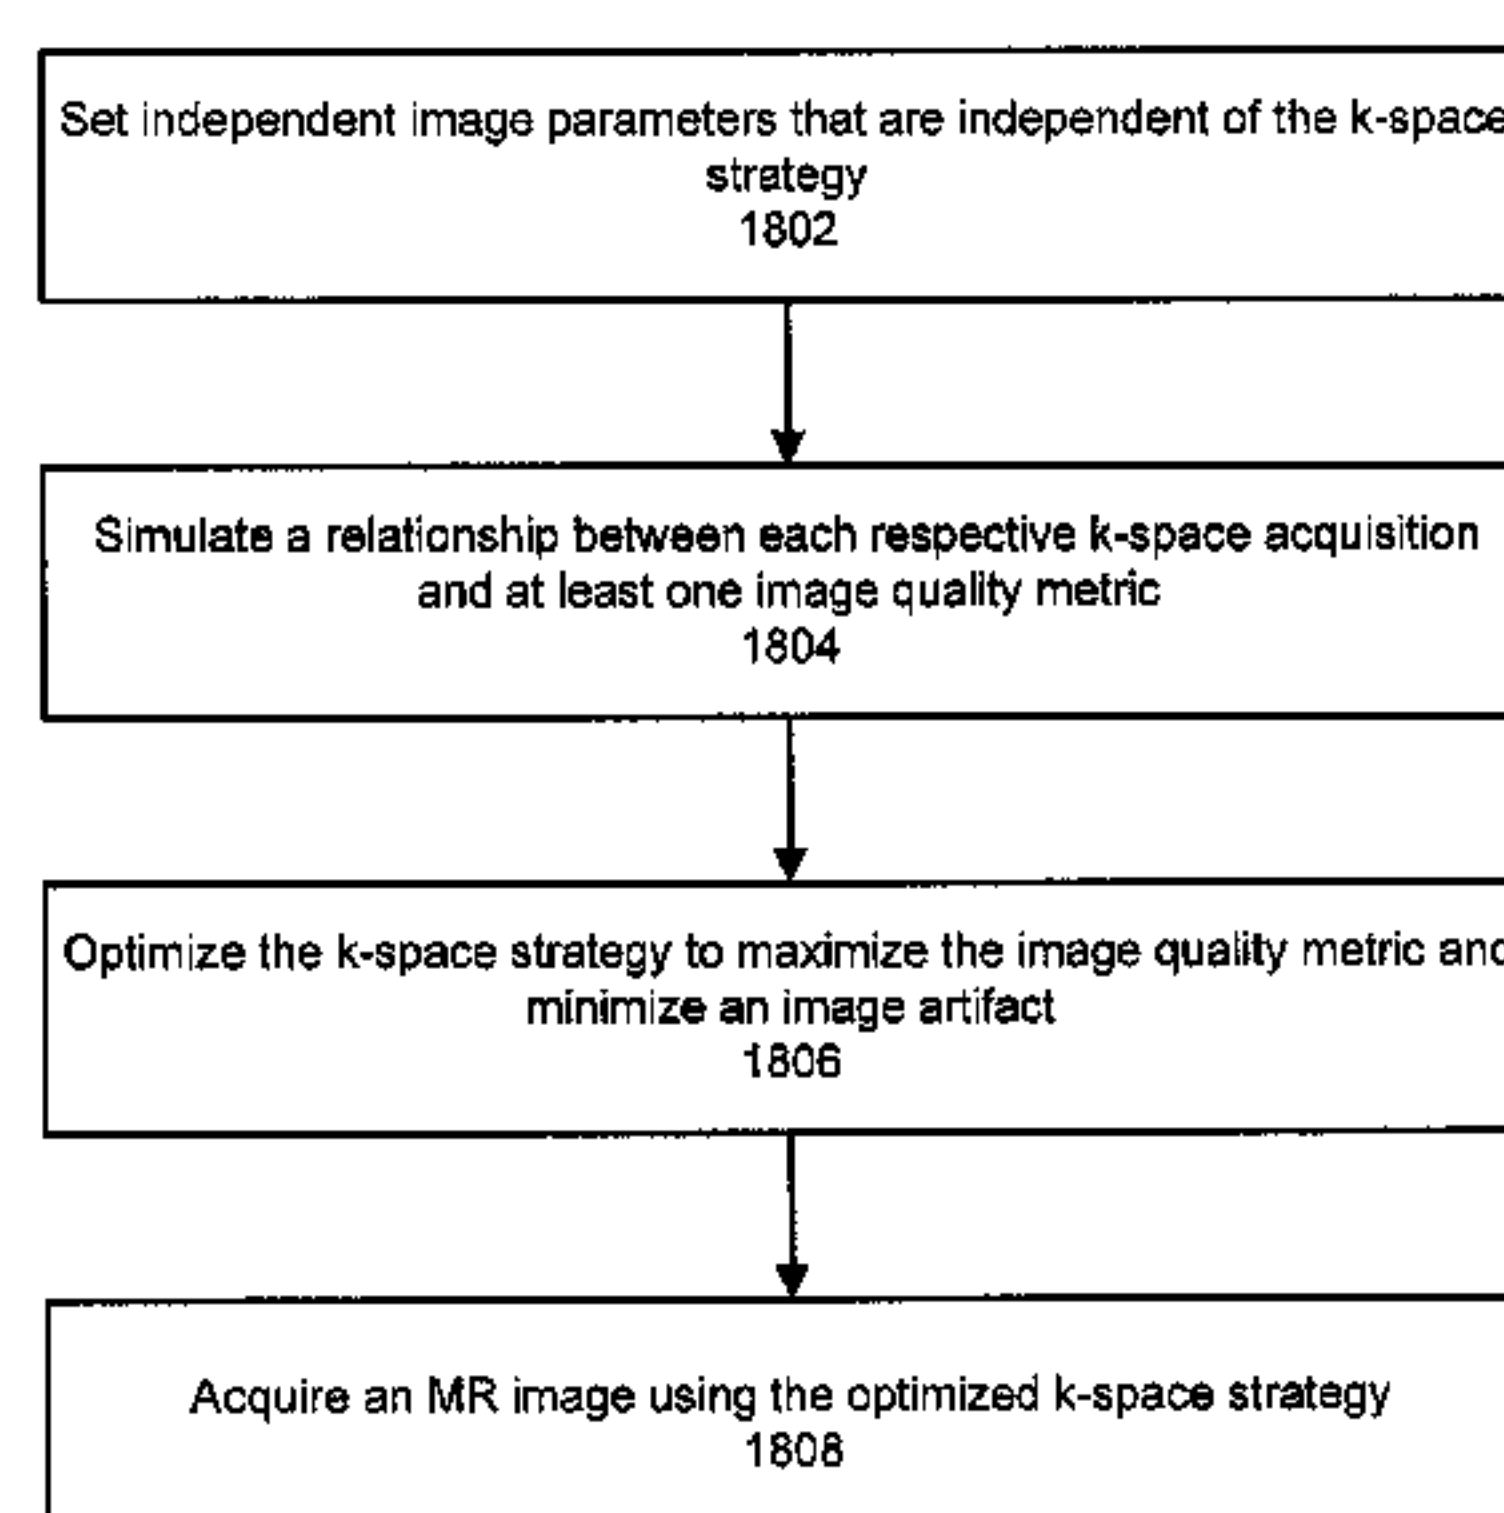 Set independent image parameters that are independent of the k-space
strategy
1802
Simulate a relationship between each respective k-space acquisition
and at least one image quality metric
1804
Optimize the k-space strategy to maximize the image quality metric and
minimize an image artifact
1806
Acquire an MR image using the optimized k-space strategy
1808